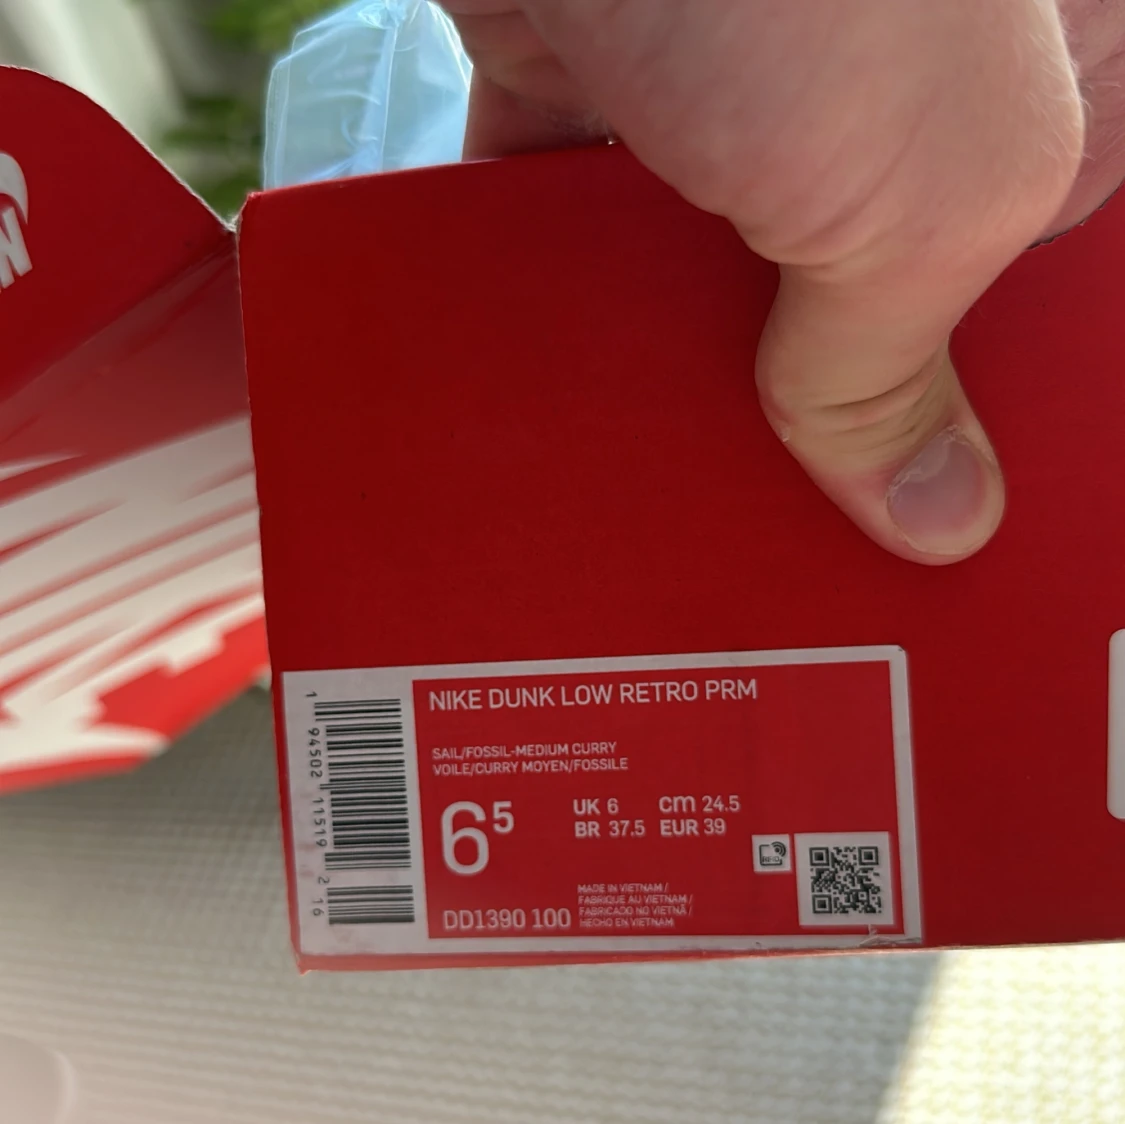 NIKE DUNK LOW RETRO PRM
SAIL/FOSSIL-MEDIUM CURRY
VOILE/CURRY MOYEN/FOSSILE
6⁵
UK 6 cm 24.5
BR 37.5 EUR 39
RFID
DD1390 100
MADE IN VIETNAM /
FABRIQUE AU VIETNAM /
FABRICADO NO VIETNÃ /
HECHO EN VIETNAM
1 94502 11519 2 16